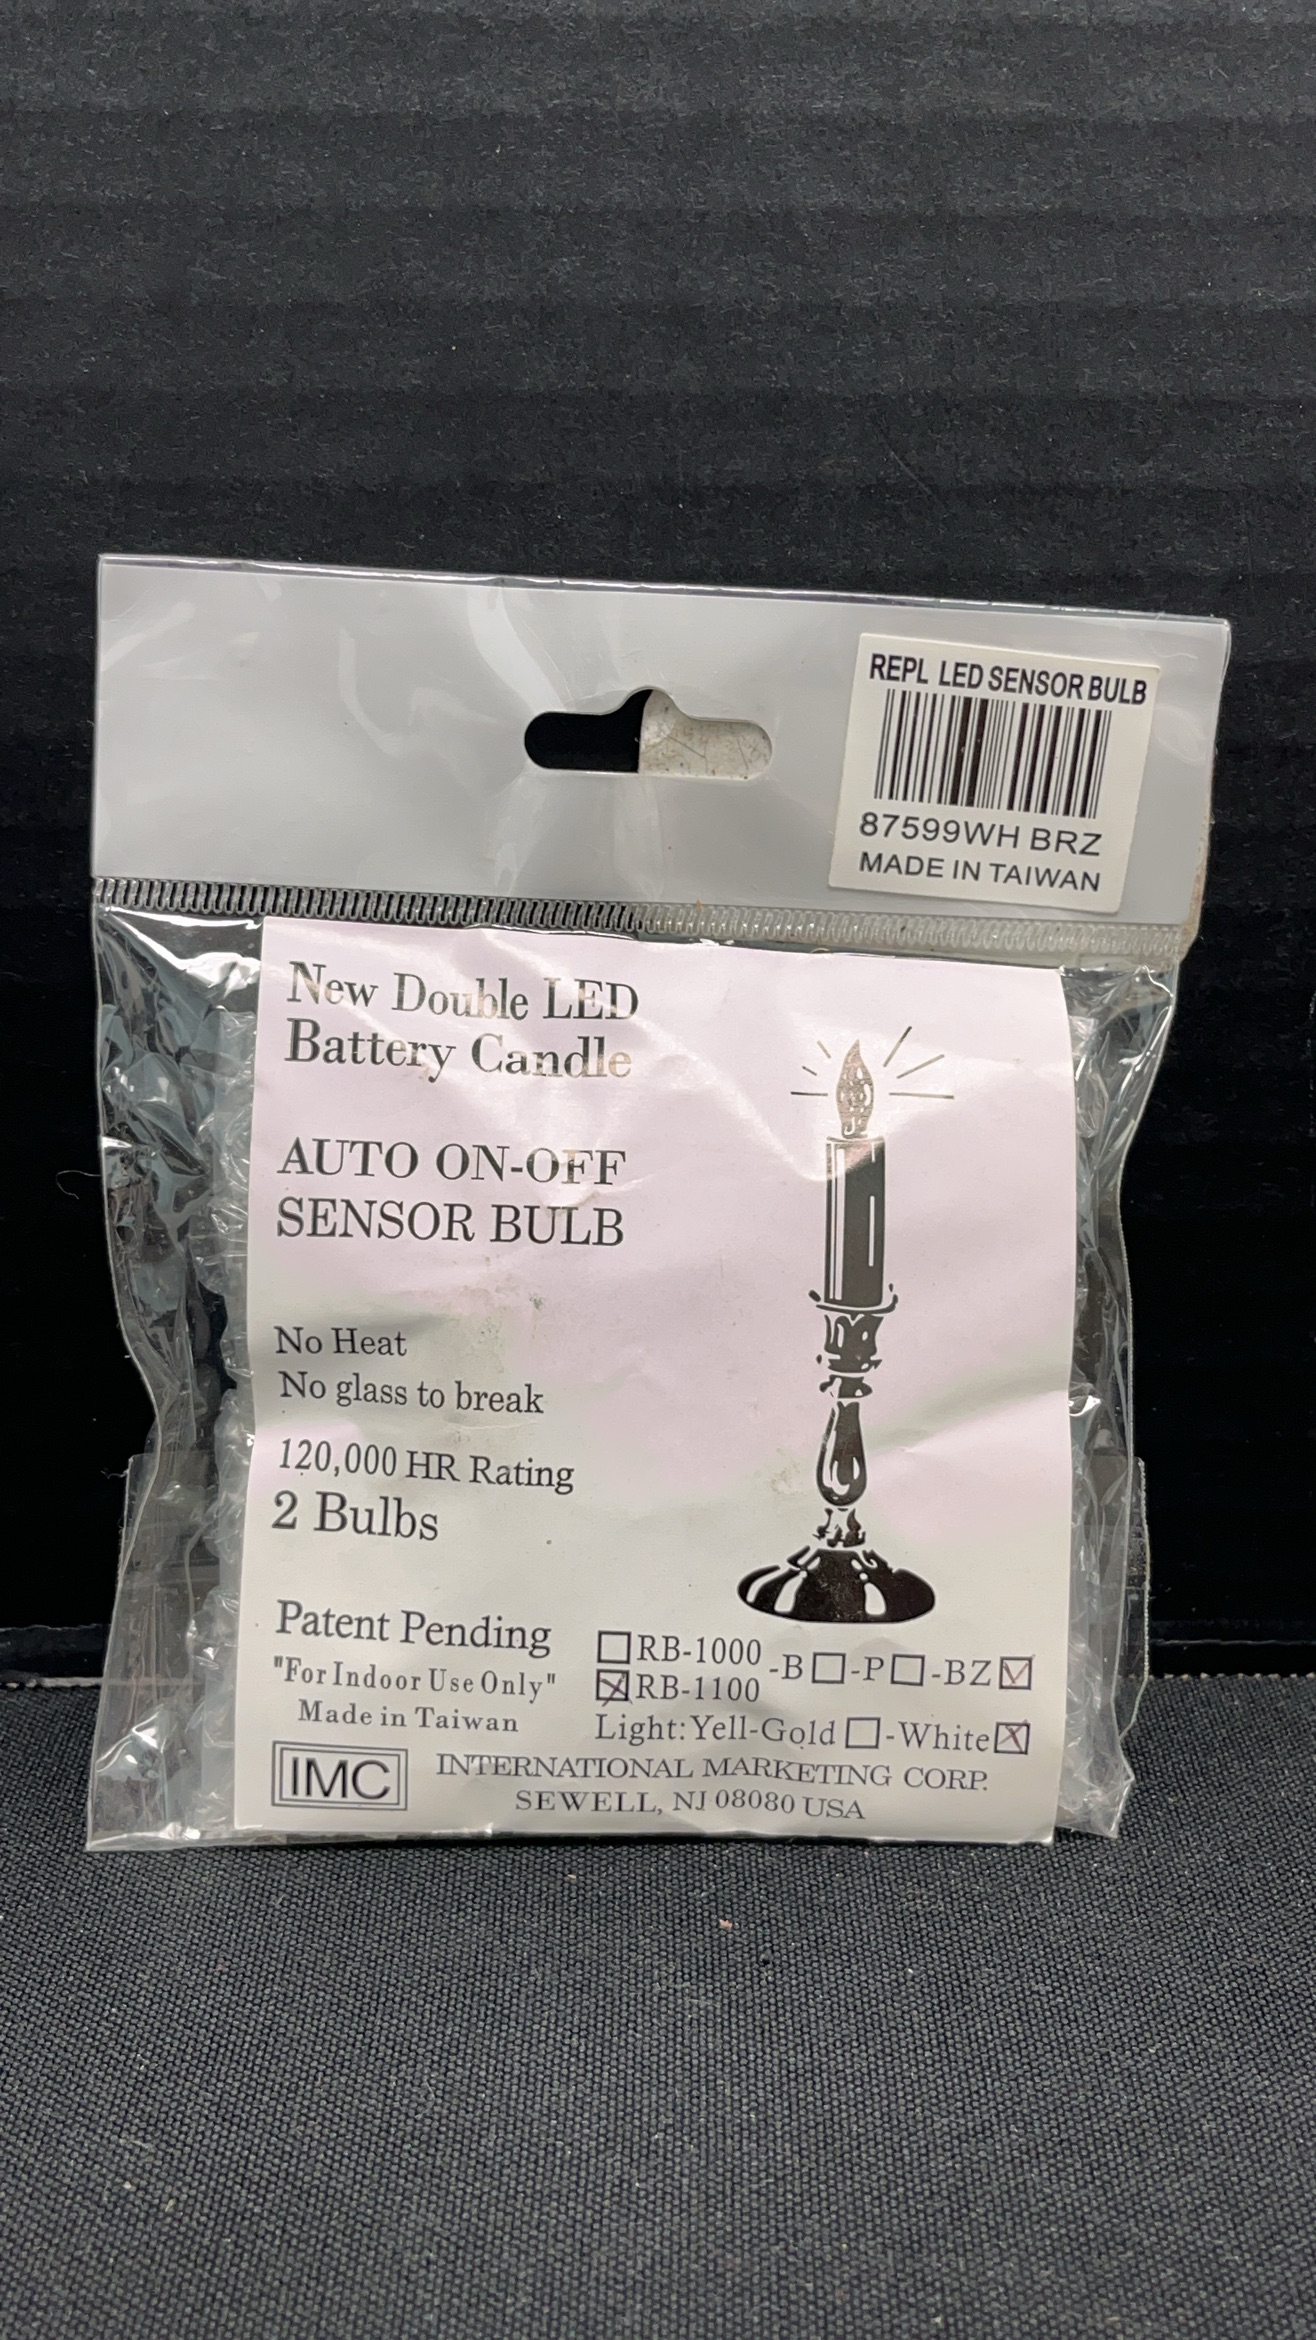 REPL LED SENSOR BULB
87599WH BRZ
MADE IN TAIWAN
New Double LED
Battery Candle
AUTO ON-OFF
SENSOR BULB
No Heat
No glass to break
120,000 HR Rating
2 Bulbs
Patent Pending
"For Indoor Use Only"
Made in Taiwan
☐RB-1000
☒RB-1100
-B☐-P☐-BZ☑
Light:Yell-Gold☐-White☒
IMC
INTERNATIONAL MARKETING CORP.
SEWELL, NJ 08080 USA